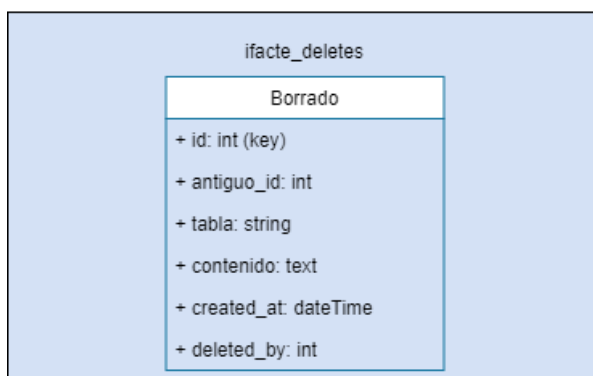 ifacte_deletes
Borrado
+ id: int (key)
+ antiguo_id: int
+ tabla: string
+ contenido: text
+ created_at: dateTime
+ deleted_by: int